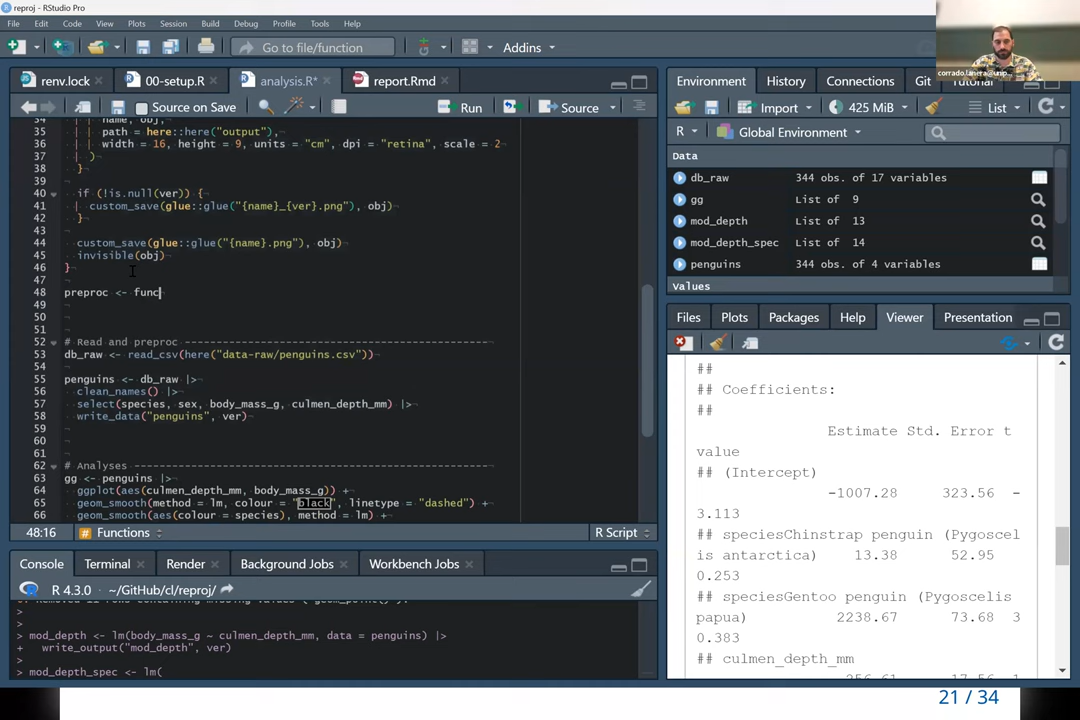 reproj - RStudio Pro
File Edit Code View Plots Session Build Debug Profile Tools Help
Go to file/function
Addins
corrado.lanera@unip...
renv.lock
00-setup.R
analysis.R*
report.Rmd
Source on Save
Run
Source
34 name, obj,
35 path = here::here("output"),
36 width = 16, height = 9, units = "cm", dpi = "retina", scale = 2
37 )
38 }
39
40 if (!is.null(ver)) {
41 custom_save(glue::glue("{name}_{ver}.png"), obj)
42 }
43
44 custom_save(glue::glue("{name}.png"), obj)
45 invisible(obj)
46 }
47
48 preproc <- func
49
50
51
52 # Read and preproc
53 db_raw <- read_csv(here("data-raw/penguins.csv"))
54
55 penguins <- db_raw |>
56 clean_names() |>
57 select(species, sex, body_mass_g, culmen_depth_mm) |>
58 write_data("penguins", ver)
59
60
61
62 # Analyses
63 gg <- penguins |>
64 ggplot(aes(culmen_depth_mm, body_mass_g)) +
65 geom_smooth(method = lm, colour = "black", linetype = "dashed") +
66 geom_smooth(aes(colour = species), method = lm) +
48:16
Functions
R Script
Console Terminal Render Background Jobs Workbench Jobs
R 4.3.0 · ~/GitHub/cl/reproj/
>
>
> mod_depth <- lm(body_mass_g ~ culmen_depth_mm, data = penguins) |>
+ write_output("mod_depth", ver)
>
> mod_depth_spec <- lm(
Environment History Connections Git Tutorial
Import
425 MiB
List
R
Global Environment
Data
db_raw 344 obs. of 17 variables
gg List of 9
mod_depth List of 13
mod_depth_spec List of 14
penguins 344 obs. of 4 variables
Values
Files Plots Packages Help Viewer Presentation
##
## Coefficients:
##
Estimate Std. Error t
value
## (Intercept)
-1007.28 323.56 -
3.113
## speciesChinstrap penguin (Pygoscel
is antarctica) 13.38 52.95
0.253
## speciesGentoo penguin (Pygoscelis
papua) 2238.67 73.68 3
0.383
## culmen_depth_mm
21 / 34